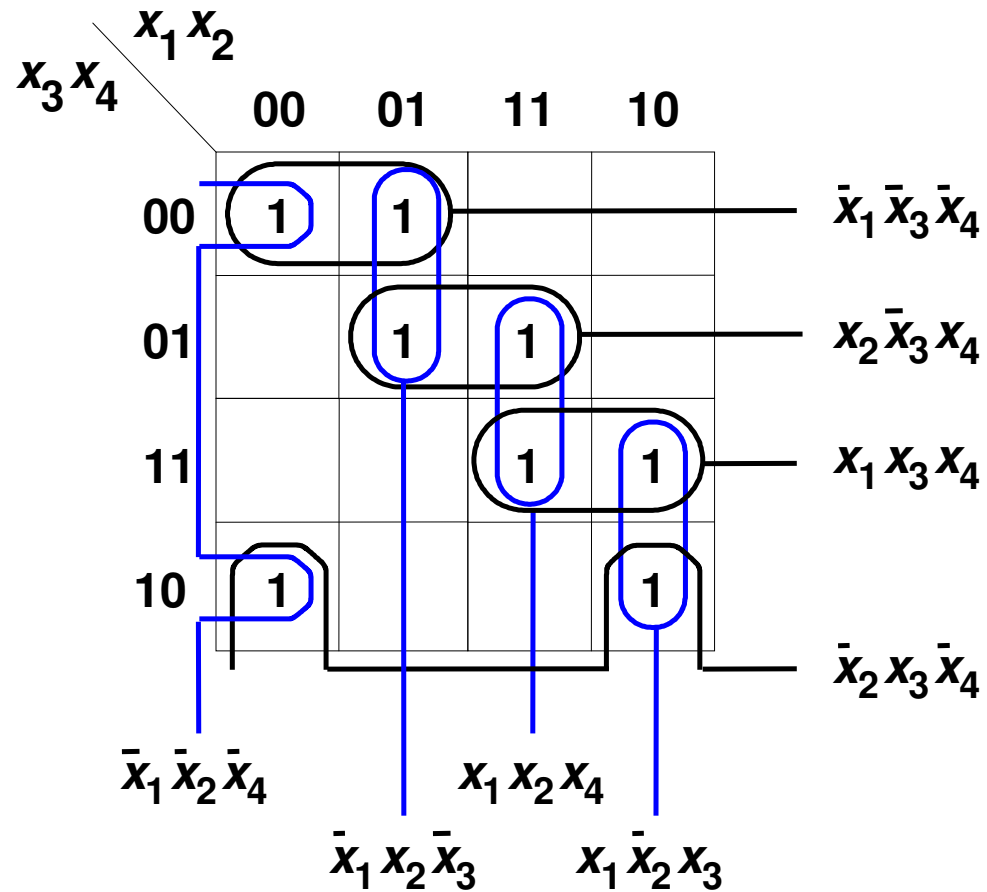 x₁ x₂
x₃ x₄
00 01 11 10
00 1 1 x̄₁ x̄₃ x̄₄
01 1 1 x₂ x̄₃ x₄
11 1 1 x₁ x₃ x₄
10 1 1
x̄₂ x₃ x̄₄
x̄₁ x̄₂ x̄₄ x₁ x₂ x₄
x̄₁ x₂ x̄₃ x₁ x̄₂ x₃